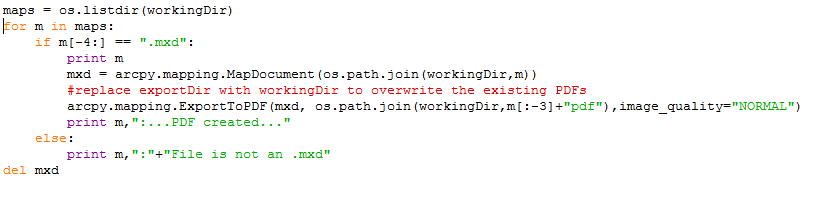 maps = os.listdir(workingDir)
for m in maps:
    if m[-4:] == ".mxd":
        print m
        mxd = arcpy.mapping.MapDocument(os.path.join(workingDir,m))
        #replace exportDir with workingDir to overwrite the existing PDFs
        arcpy.mapping.ExportToPDF(mxd, os.path.join(workingDir,m[:-3]+"pdf"),image_quality="NORMAL")
        print m,":...PDF created..."
    else:
        print m,":"+"File is not an .mxd"
del mxd